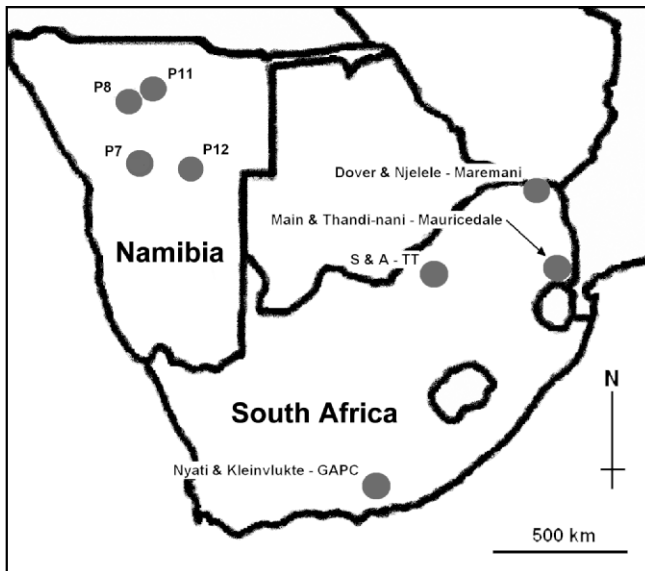 P11
P8
P7
P12
Dover & Njelele - Maremani
Main & Thandi-nani - Mauricedale
Namibia
S & A - TT
N
South Africa
Nyati & Kleinvlukte - GAPC
500 km